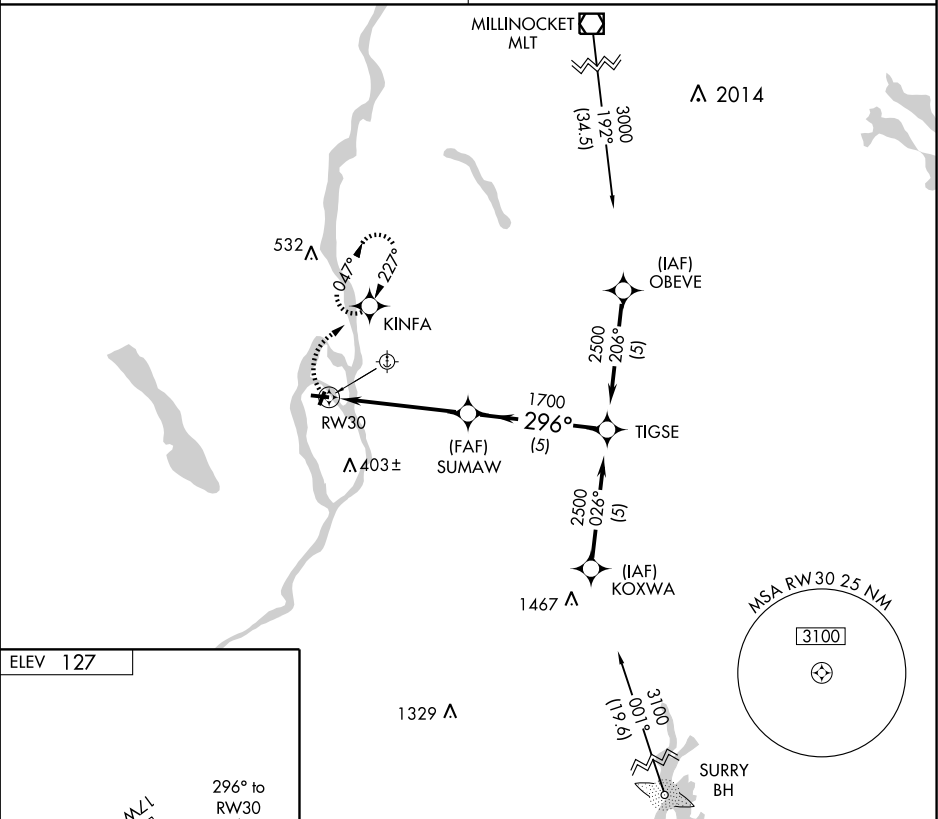 MILLINOCKET
MLT
3000
192°
(34.5)
2014
532
047°
227°
KINFA
(IAF)
OBEVE
2500
206°
(5)
RW30
1700
296°
(5)
(FAF)
SUMAW
TIGSE
403±
2500
026°
(5)
(IAF)
KOXWA
1467
MSA RW30 25 NM
3100
ELEV 127
1329
3100
001°
(19.6)
SURRY
BH
296° to
RW30